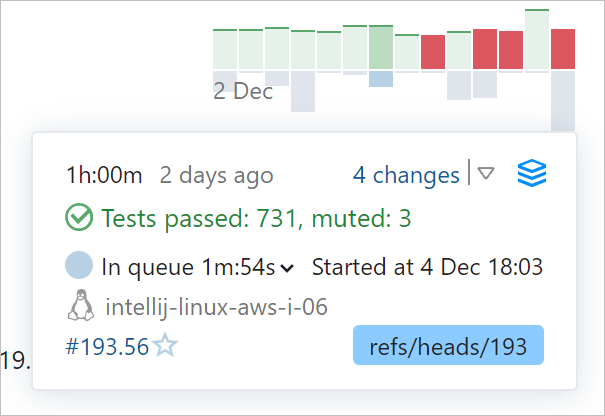 2 Dec
1h:00m 2 days ago 4 changes
Tests passed: 731, muted: 3
In queue 1m:54s Started at 4 Dec 18:03
intellij-linux-aws-i-06
19.
#193.56 refs/heads/193